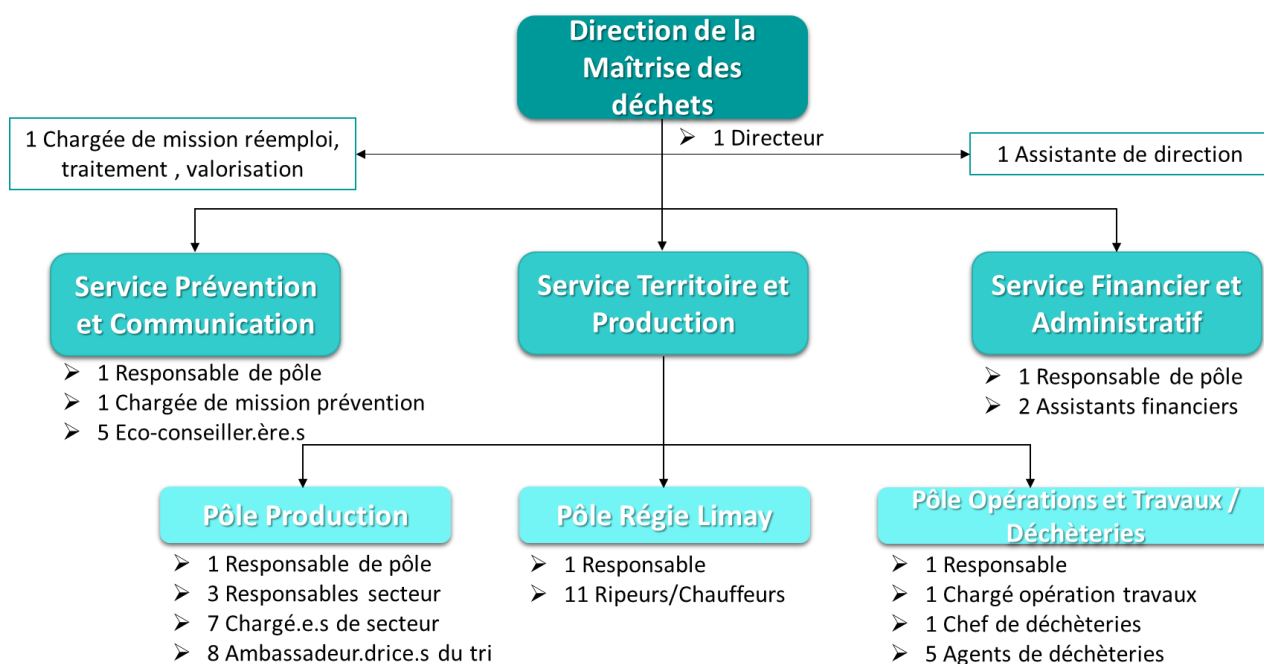 Direction de la
Maîtrise des
déchets
1 Directeur
1 Chargée de mission réemploi,
traitement , valorisation
1 Assistante de direction
Service Prévention
et Communication
1 Responsable de pôle
1 Chargée de mission prévention
5 Eco-conseiller.ère.s
Service Territoire et
Production
Service Financier et
Administratif
1 Responsable de pôle
2 Assistants financiers
Pôle Production
1 Responsable de pôle
3 Responsables secteur
7 Chargé.e.s de secteur
8 Ambassadeur.drice.s du tri
Pôle Régie Limay
1 Responsable
11 Ripeurs/Chauffeurs
Pôle Opérations et Travaux /
Déchèteries
1 Responsable
1 Chargé opération travaux
1 Chef de déchèteries
5 Agents de déchèteries